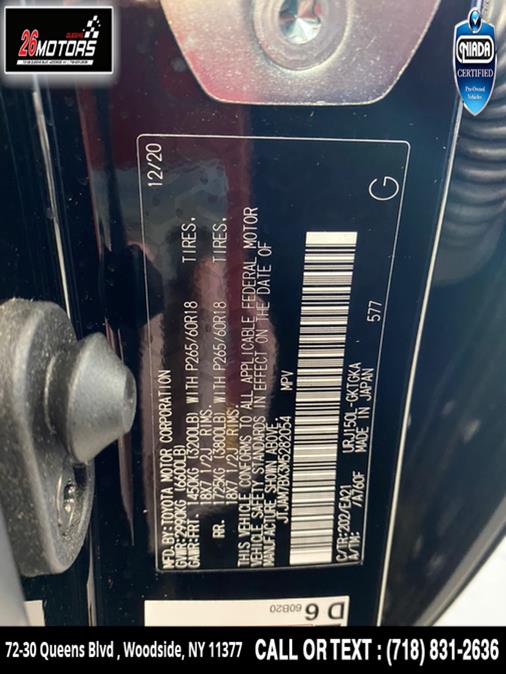 QUEENS
26MOTORS
NIADA
CERTIFIED
Pre-Owned
Vehicles
12/20
MFD.BY:TOYOTA MOTOR CORPORATION
GVWR:2990KG (6600LB)
GAWR:FRT. 1450KG (3200LB) WITH P265/60R18 TIRES,
18X7 1/2J RIMS.
RR. 1722KG (3800LB) WITH P265/60R18 TIRES,
18X7 1/2J RIMS.
THIS VEHICLE CONFORMS TO ALL APPLICABLE FEDERAL MOTOR
VEHICLE SAFETY STANDARDS IN EFFECT ON THE DATE OF
MANUFACTURE SHOWN ABOVE.
JTJAM7BX3M5282054 MPV
C/TR:202/EA21 URJ150L-GKTGKA
A/TM: /A760F MADE IN JAPAN
577
G
D 6
60B20
72-30 Queens Blvd , Woodside, NY 11377 CALL OR TEXT : (718) 831-2636